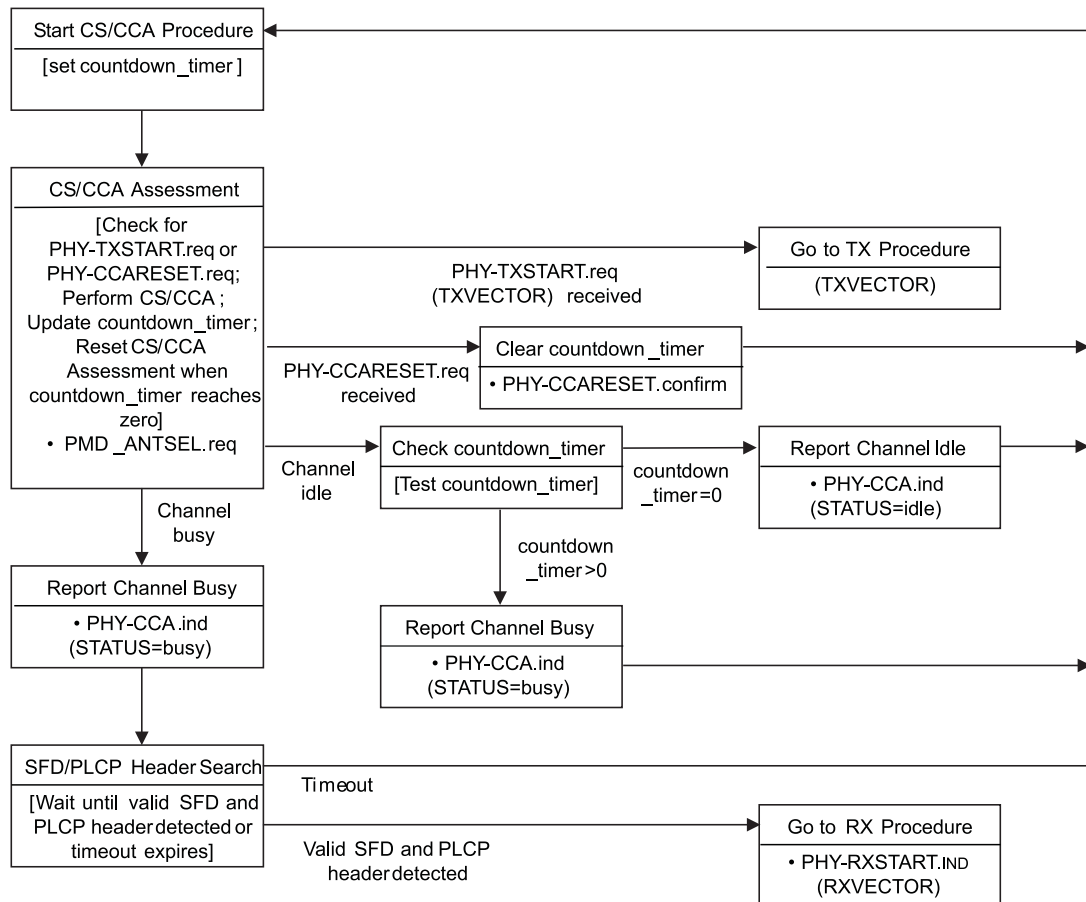 Start CS/CCA Procedure
[set countdown_timer]
CS/CCA Assessment
[Check for
PHY-TXSTART.req or
PHY-CCARESET.req;
Perform CS/CCA;
Update countdown_timer;
Reset CS/CCA
Assessment when
countdown_timer reaches
zero]
• PMD_ANTSEL.req
PHY-TXSTART.req
(TXVECTOR) received
Go to TX Procedure
(TXVECTOR)
PHY-CCARESET.req
received
Clear countdown_timer
• PHY-CCARESET.confirm
Channel
idle
Check countdown_timer
[Test countdown_timer]
countdown
_timer=0
Report Channel Idle
• PHY-CCA.ind
(STATUS=idle)
Channel
busy
countdown
_timer>0
Report Channel Busy
• PHY-CCA.ind
(STATUS=busy)
Report Channel Busy
• PHY-CCA.ind
(STATUS=busy)
SFD/PLCP Header Search
[Wait until valid SFD and
PLCP header detected or
timeout expires]
Timeout
Valid SFD and PLCP
header detected
Go to RX Procedure
• PHY-RXSTART.IND
(RXVECTOR)